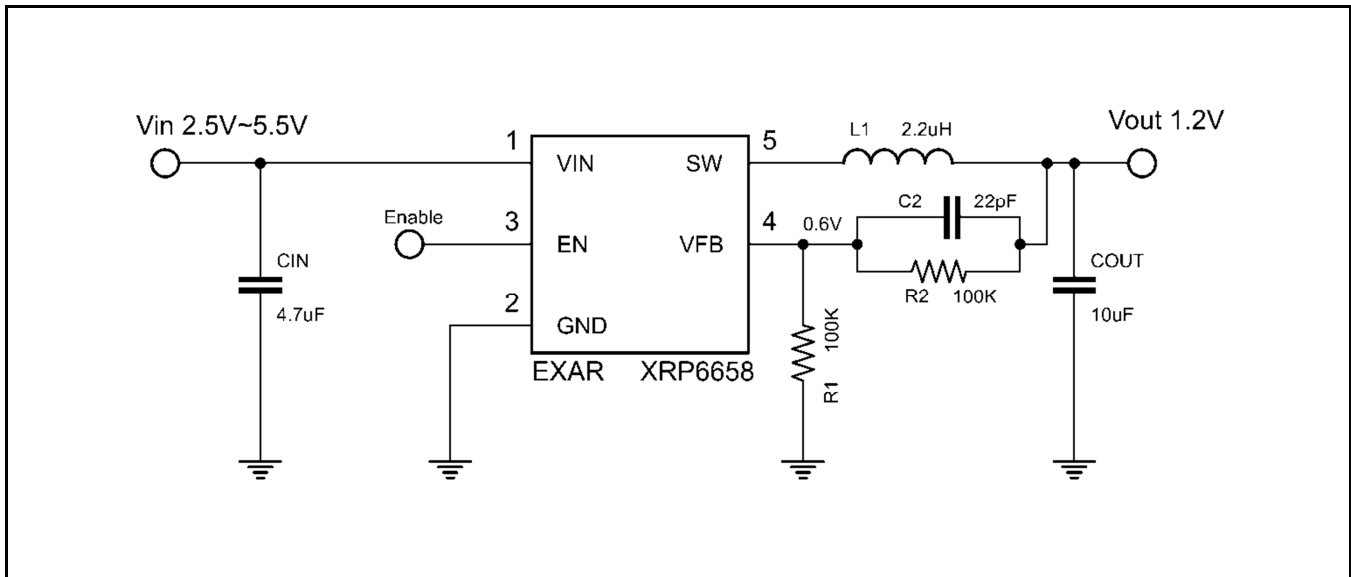 Vin 2.5V~5.5V
1
VIN
SW
5
L1
2.2uH
Vout 1.2V
Enable
3
EN
VFB
4
0.6V
C2
22pF
R2
100K
CIN
4.7uF
2
GND
R1
100K
COUT
10uF
EXAR
XRP6658